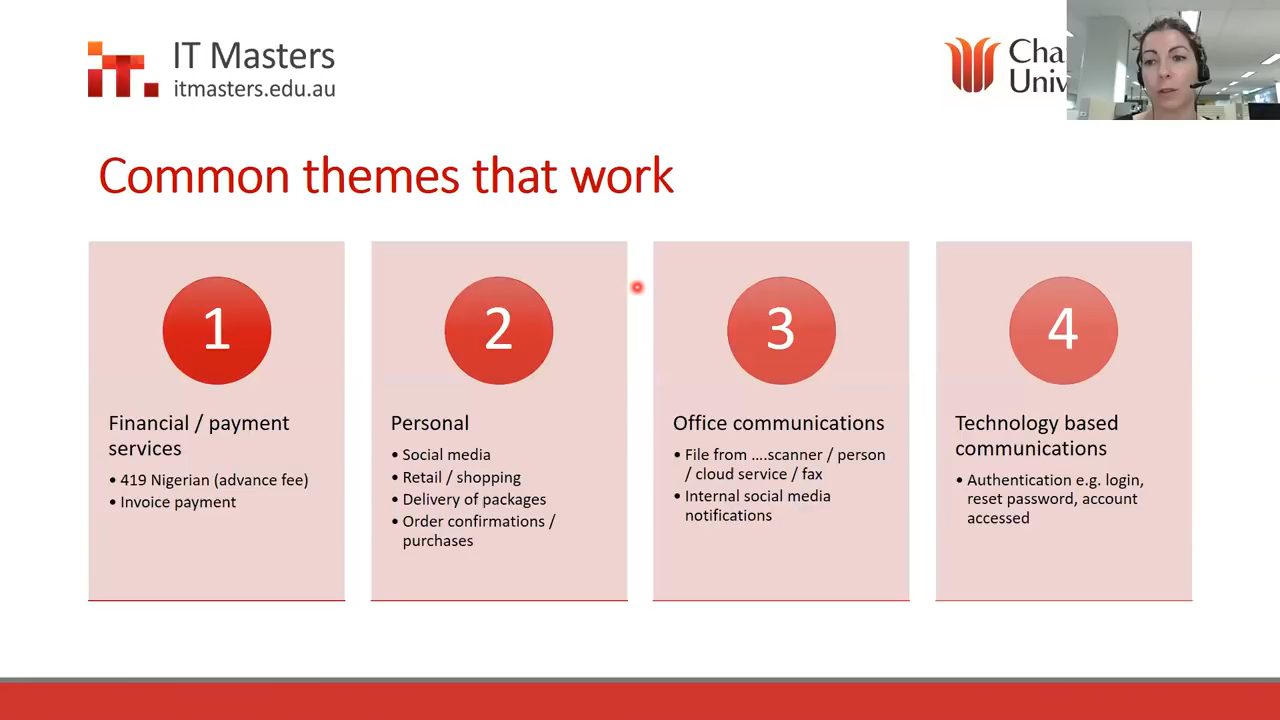 IT Masters
itmasters.edu.au
Common themes that work
1
Financial / payment
services
• 419 Nigerian (advance fee)
• Invoice payment
2
Personal
• Social media
• Retail / shopping
• Delivery of packages
• Order confirmations /
purchases
3
Office communications
• File from ....scanner / person
/ cloud service / fax
• Internal social media
notifications
4
Technology based
communications
• Authentication e.g. login,
reset password, account
accessed